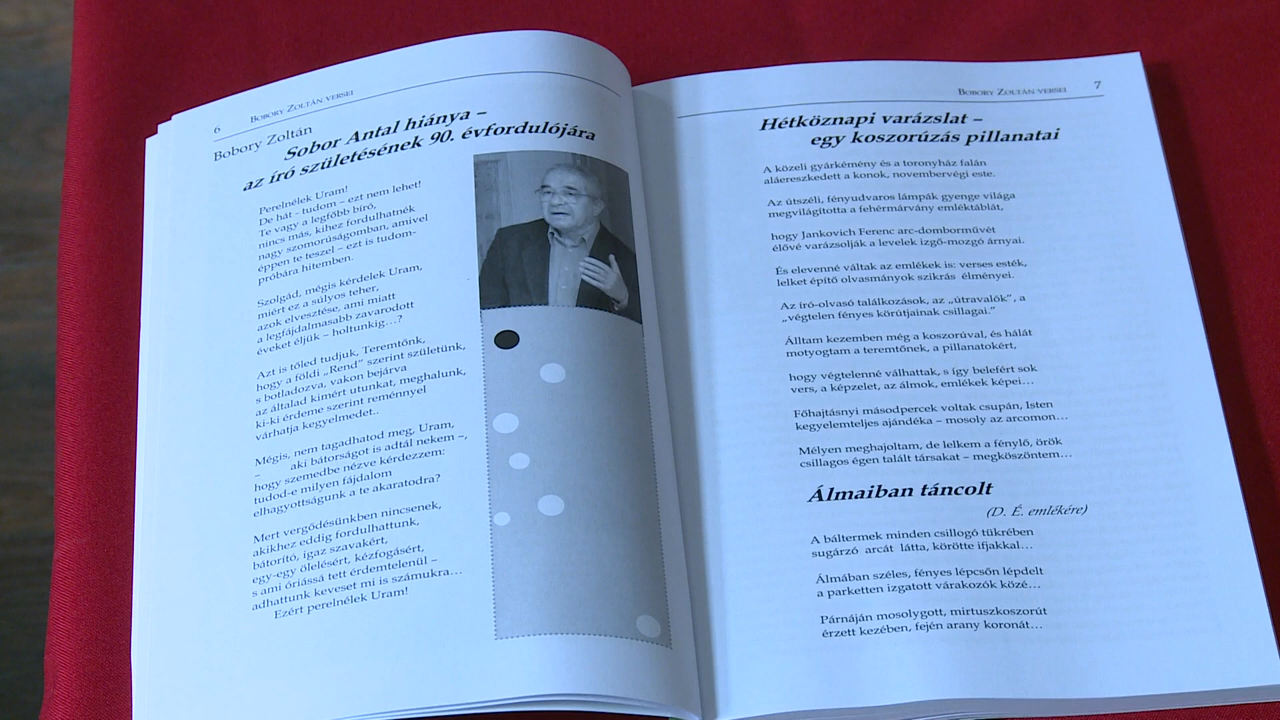 6 BOBORY ZOLTÁN VERSEI
Bobory Zoltán
Sobor Antal hiánya –
az író születésének 90. évfordulójára
Perelnélek Uram!
De hát – tudom – ezt nem lehet!
Te vagy a legfőbb bíró,
nincs más, kihez fordulhatnék
nagy szomorúságomban, amivel
éppen te teszel – ezt is tudom-
próbára hitemben.
Szolgád, mégis kérdelek Uram,
miért ez a súlyos teher,
azok elvesztése, ami miatt
a legfájdalmasabb zavarodott
éveket éljük – holtunkig…?
Azt is tőled tudjuk, Teremtőnk,
hogy a földi „Rend” szerint születünk,
s botladozva, vakon bejárva
az általad kimért utunkat, meghalunk,
ki-ki érdeme szerint reménnyel
várhatja kegyelmedet..
Mégis, nem tagadhatod meg, Uram,
aki bátorságot is adtál nekem –,
hogy szemedbe nézve kérdezzem:
tudod-e milyen fájdalom
elhagyottságunk a te akaratodra?
Mert vergődésünkben nincsenek,
akikhez eddig fordulhattunk,
bátorító, igaz szavakért,
egy-egy ölelésért, kézfogásért,
s ami óriássá tett érdemtelenül –
adhattunk keveset mi is számukra…
Ezért perelnélek Uram!
BOBORY ZOLTÁN VERSEI 7
Hétköznapi varázslat –
egy koszorúzás pillanatai
A közeli gyárkémény és a toronyház falán
aláereszkedett a konok, novembervégi este.
Az útszéli, fényudvaros lámpák gyenge világa
megvilágította a fehérmárvány emléktáblát,
hogy Jankovich Ferenc arc-domborművét
élővé varázsolják a levelek izgő-mozgó árnyai.
És elevenné váltak az emlékek is: verses esték,
lelket építő olvasmányok szikrás élményei.
Az író-olvasó találkozások, az „útravalók”, a
„végtelen fényes körútjainak csillagai.”
Álltam kezemben még a koszorúval, és hálát
motyogtam a teremtőnek, a pillanatokért,
hogy végtelenné válhattak, s így belefért sok
vers, a képzelet, az álmok, emlékek képei…
Főhajtásnyi másodpercek voltak csupán, Isten
kegyelemteljes ajándéka – mosoly az arcomon…
Mélyen meghajoltam, de lelkem a fénylő, örök
csillagos égen talált társakat – megköszöntem…
Álmaiban táncolt
(D. É. emlékére)
A báltermek minden csillogó tükrében
sugárzó arcát látta, körötte ifjakkal…
Álmában széles, fényes lépcsőn lépdelt
a parketten izgatott várakozók közé…
Párnáján mosolygott, mirtuszkoszorút
érzett kezében, fején arany koronát…